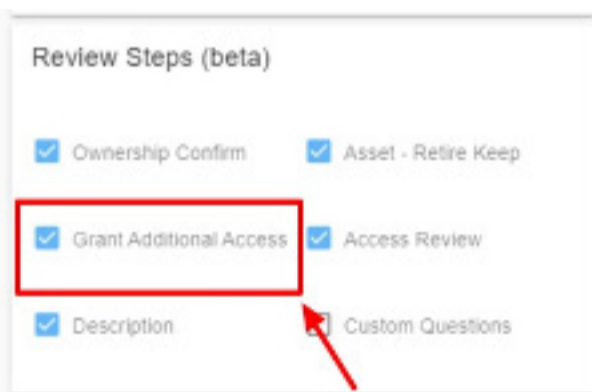 Review Steps (beta)
Ownership Confirm Asset - Retire Keep
Grant Additional Access Access Review
Description Custom Questions